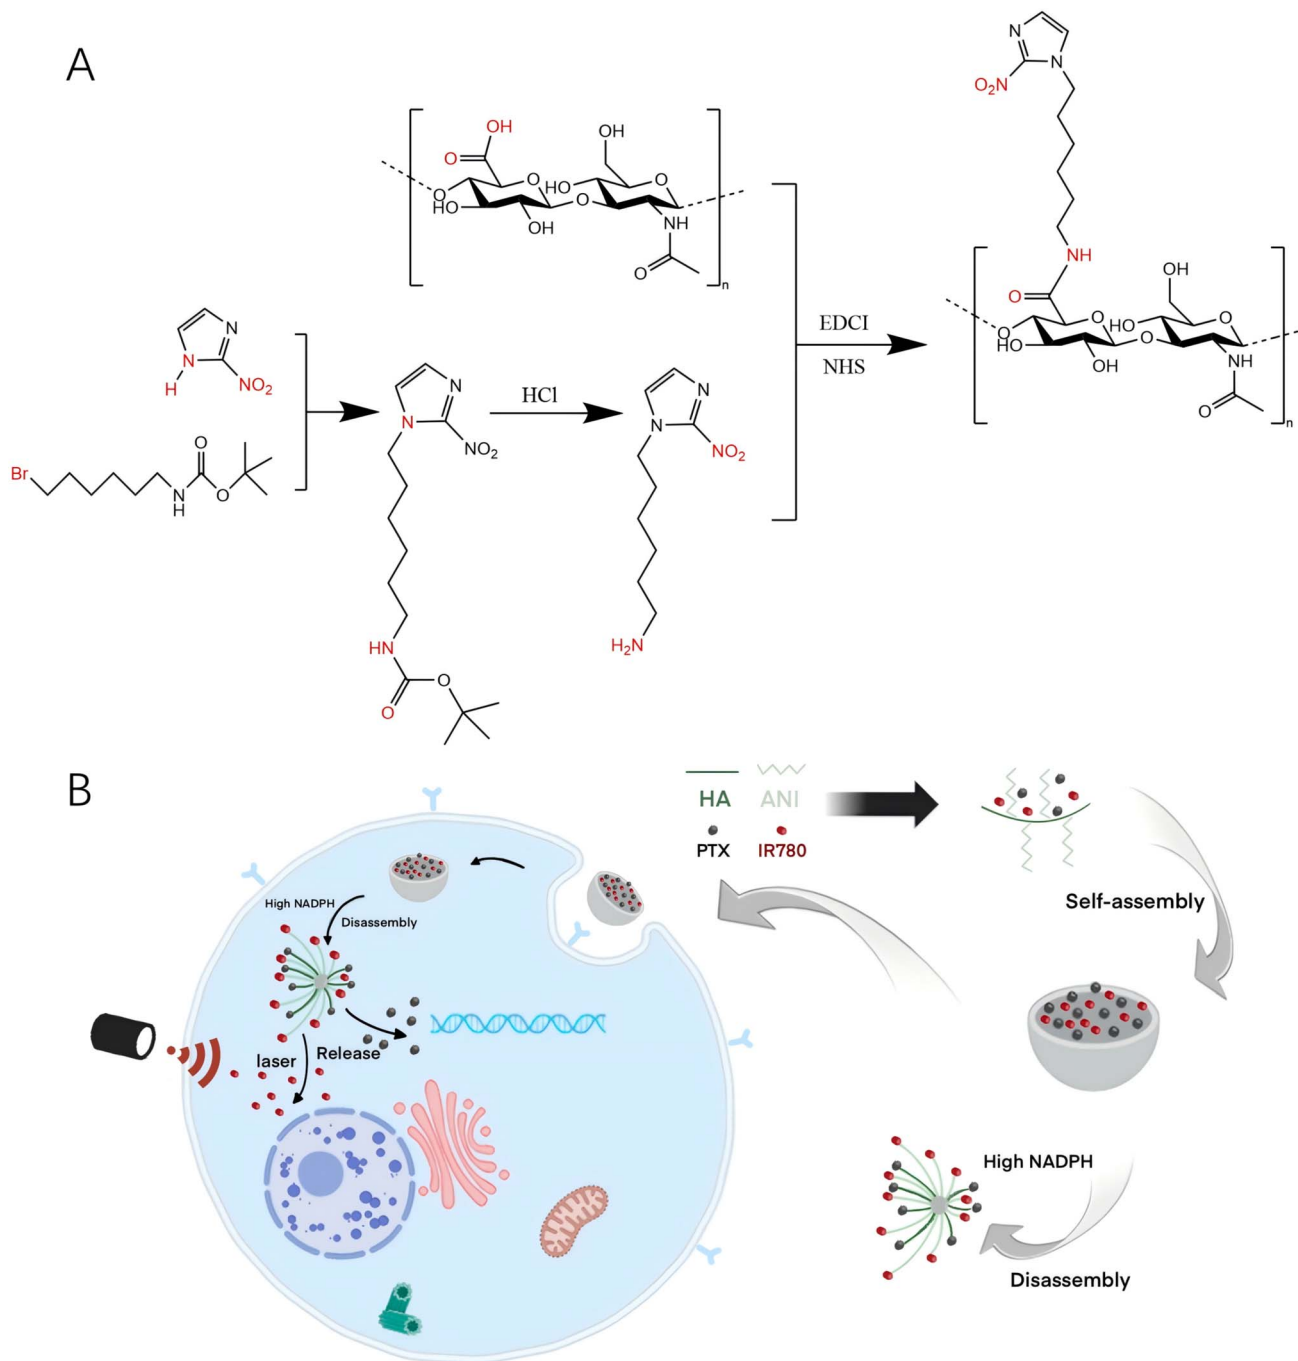 A
N
N
O₂N
OH
O
OH
O
O
HO
O
HO
O
OH
O
NH
O
n
NH
O
OH
O
O
HO
O
HO
O
OH
O
NH
O
n
EDCI
NHS
N
N
H
NO₂
Br
O
N
H
O
N
N
NO₂
HCl
N
N
NO₂
HN
O
O
H₂N
B
HA ANI
PTX IR780
Self-assembly
High NADPH
Disassembly
laser
Release
High NADPH
Disassembly